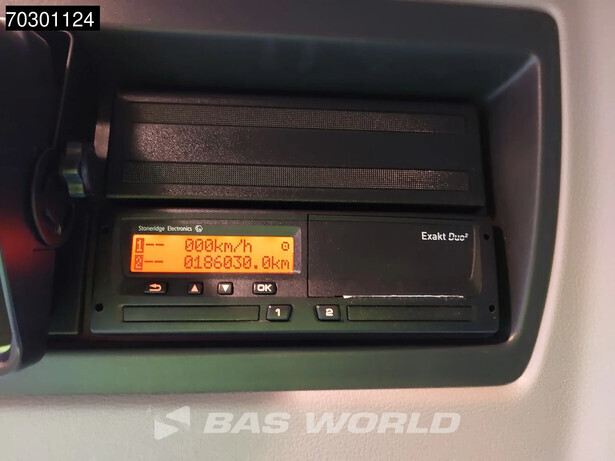 70301124
Stoneridge Electronics
Exakt Duo²
1-- 000km/h
2-- 0186030.0km
OK
1
2
BAS WORLD